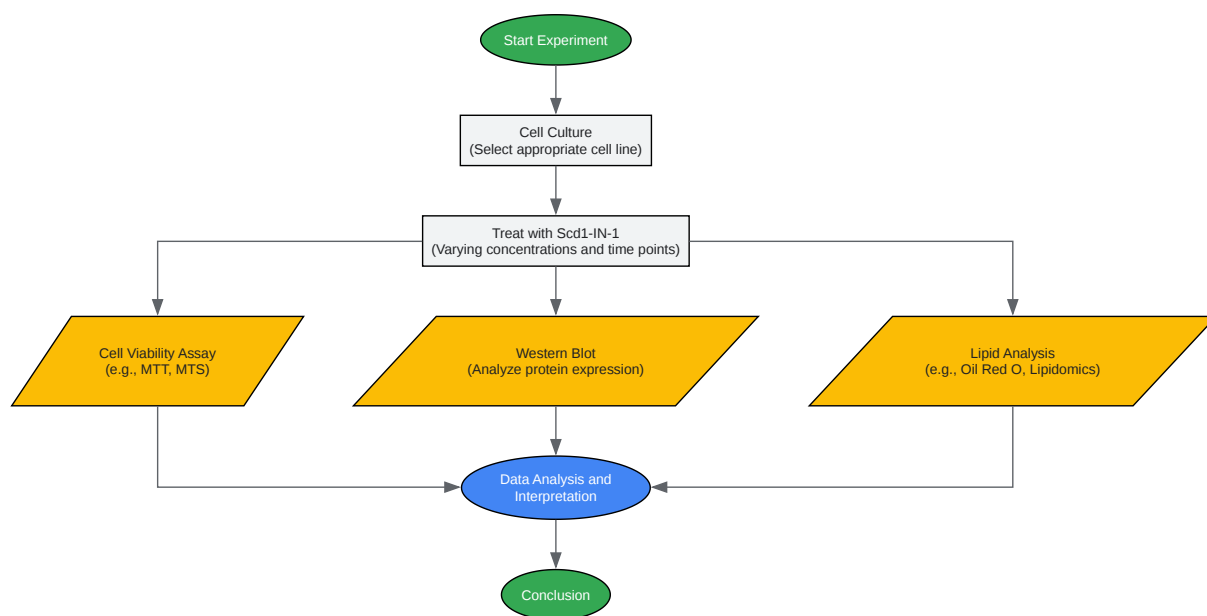 Start Experiment
Cell Culture
(Select appropriate cell line)
Treat with Scd1-IN-1
(Varying concentrations and time points)
Cell Viability Assay
(e.g., MTT, MTS)
Western Blot
(Analyze protein expression)
Lipid Analysis
(e.g., Oil Red O, Lipidomics)
Data Analysis and
Interpretation
Conclusion